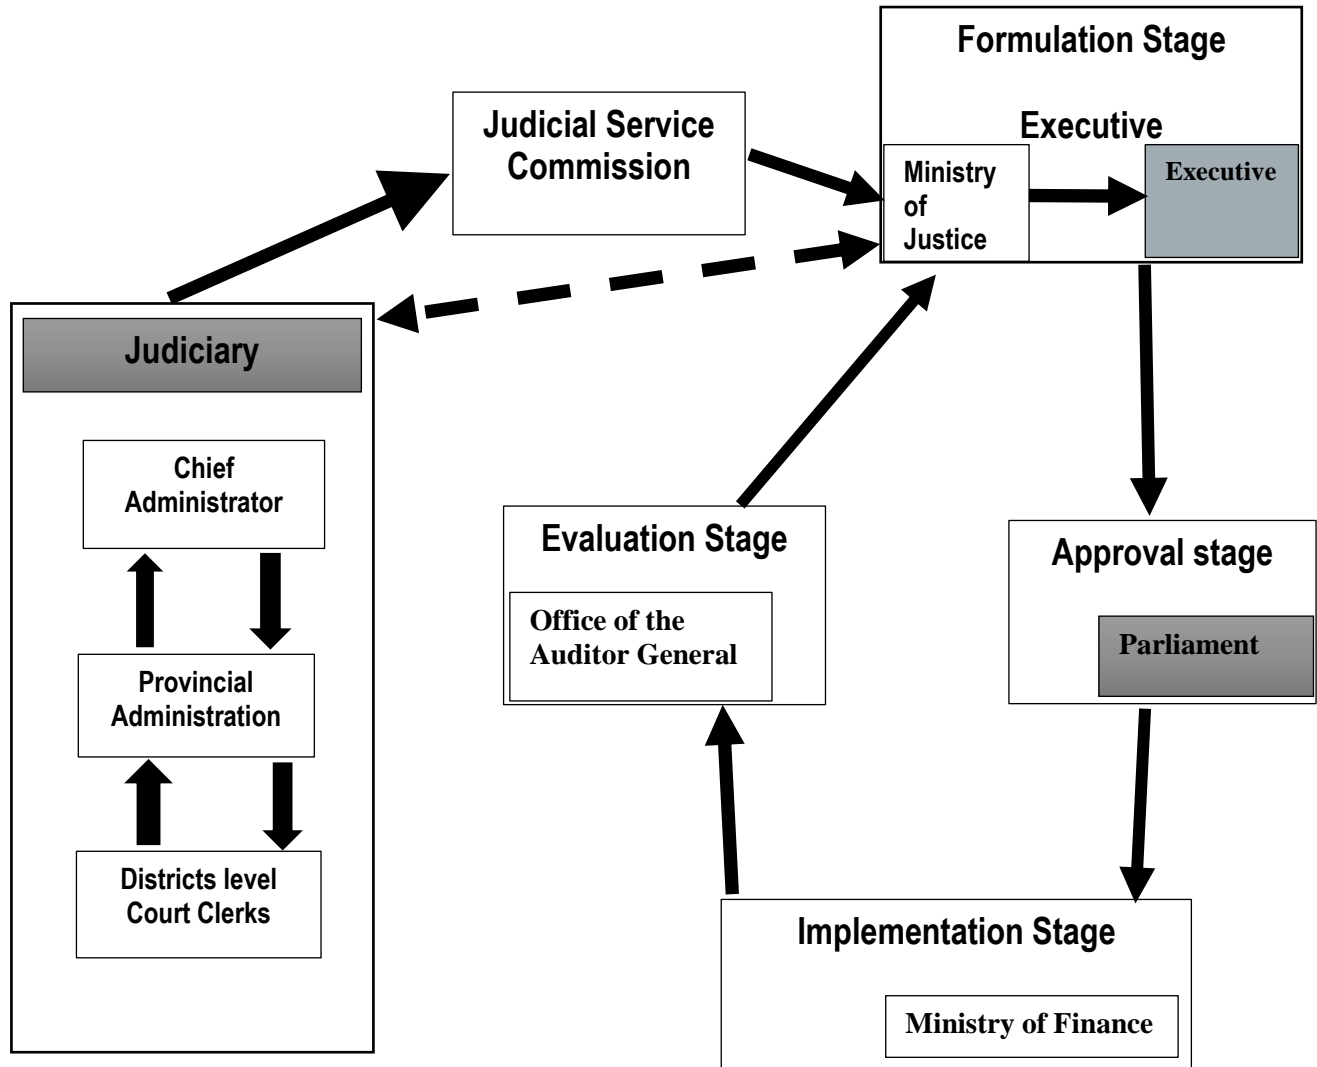 Formulation Stage
Executive
Ministry
of
Justice
Executive
Judicial Service
Commission
Judiciary
Chief
Administrator
Provincial
Administration
Districts level
Court Clerks
Evaluation Stage
Office of the
Auditor General
Approval stage
Parliament
Implementation Stage
Ministry of Finance